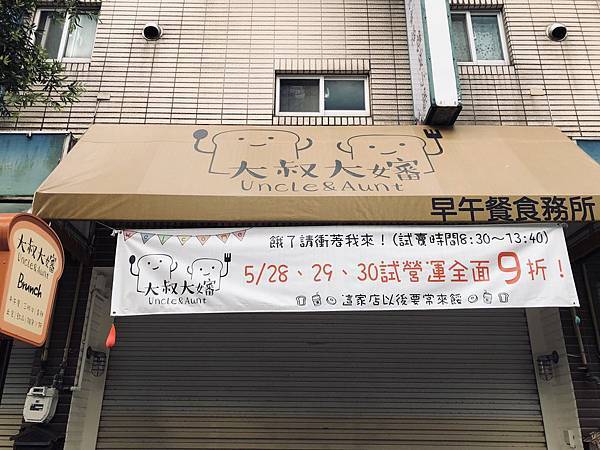 大叔大嬸
Uncle & Aunt
早午餐食務所
WELCOME
餓了請衝著我來！(試賣時間8:30～13:40)
大叔大嬸
Uncle & Aunt
5/28、29、30試營運全面9折！
這家店以後要常來餒
大叔大嬸
Uncle & Aunt
Brunch